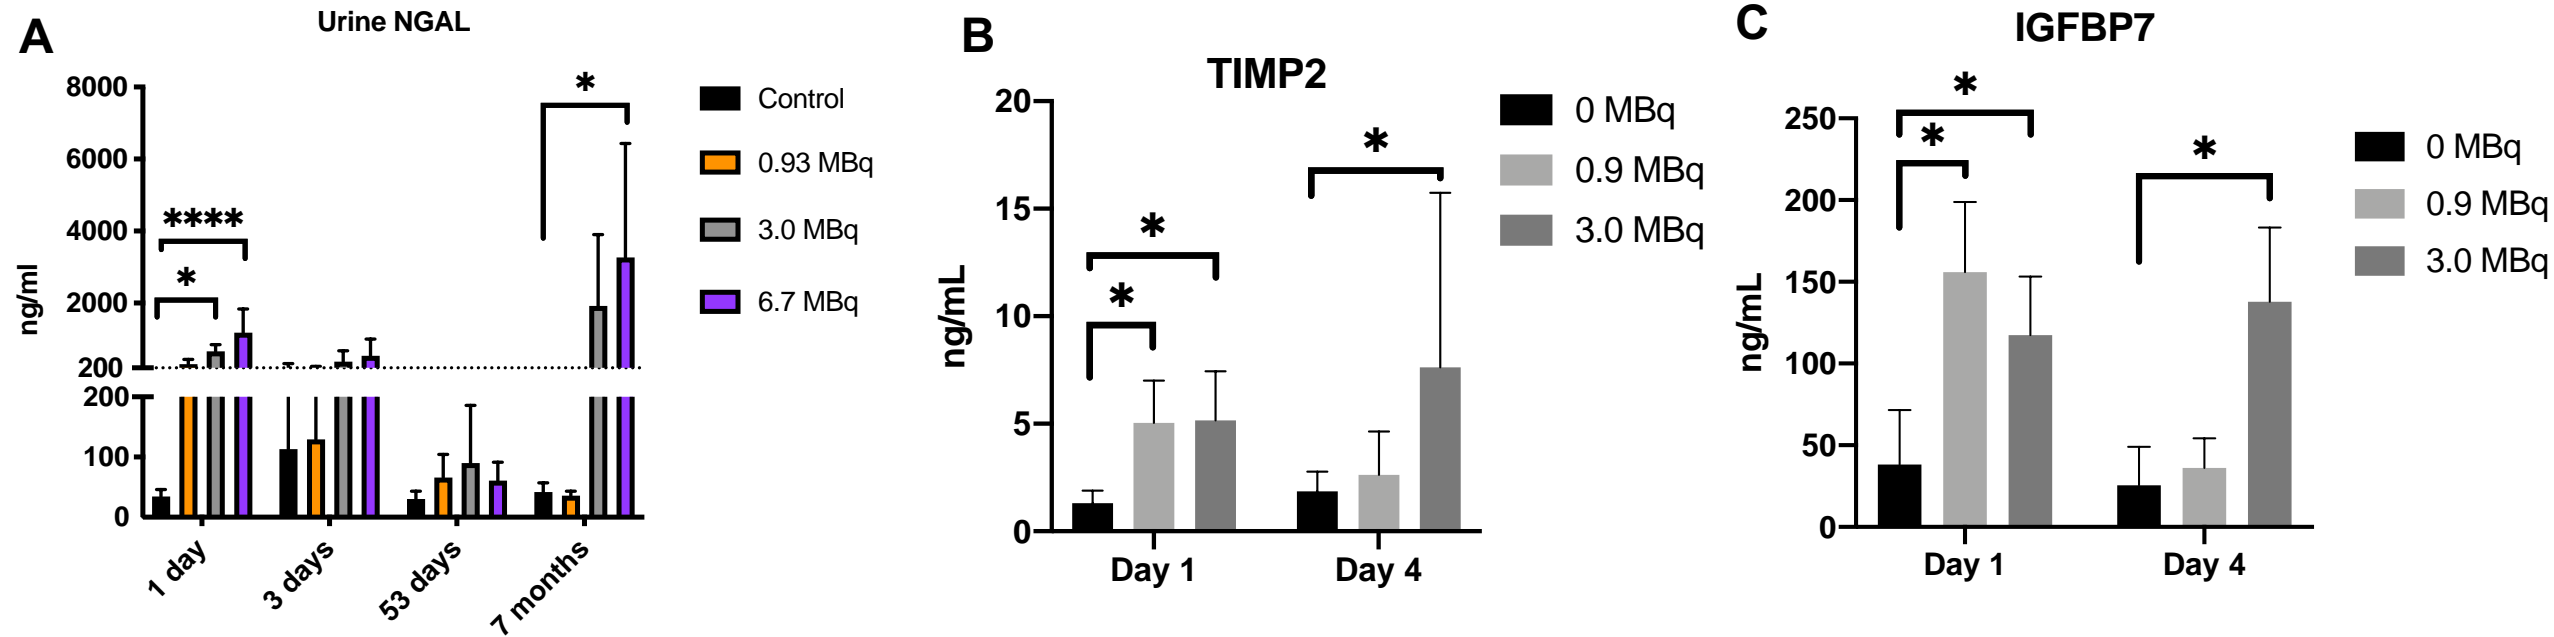 A
Urine NGAL
8000
6000
4000
2000
200
200
100
0
ng/ml
*
****
*
1 day
3 days
53 days
7 months
Control
0.93 MBq
3.0 MBq
6.7 MBq
B
TIMP2
20
15
10
5
0
ng/mL
*
*
*
Day 1
Day 4
0 MBq
0.9 MBq
3.0 MBq
C
IGFBP7
250
200
150
100
50
0
ng/mL
*
*
*
Day 1
Day 4
0 MBq
0.9 MBq
3.0 MBq